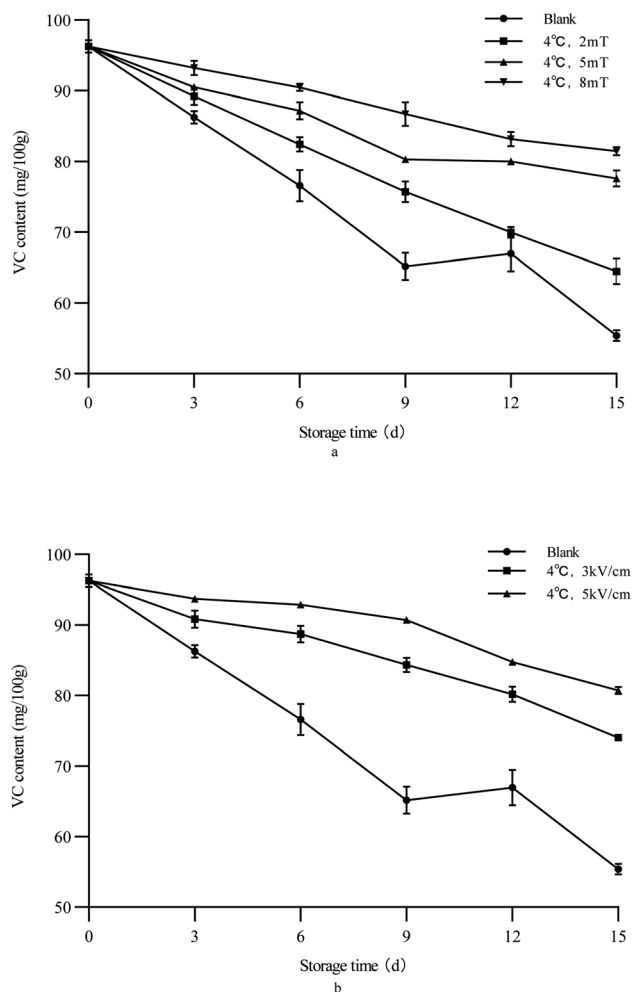 Blank
4℃, 2mT
4℃, 5mT
4℃, 8mT
100
90
80
70
60
50
VC content (mg/100g)
0 3 6 9 12 15
Storage time (d)
a
Blank
4℃, 3kV/cm
4℃, 5kV/cm
100
90
80
70
60
50
VC content (mg/100g)
0 3 6 9 12 15
Storage time (d)
b